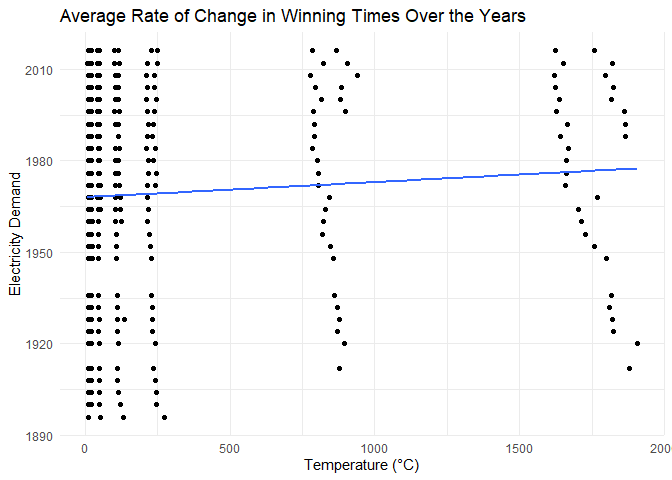 Average Rate of Change in Winning Times Over the Years
Electricity Demand
2010
1980
1950
1920
1890
0 500 1000 1500 2000
Temperature (°C)